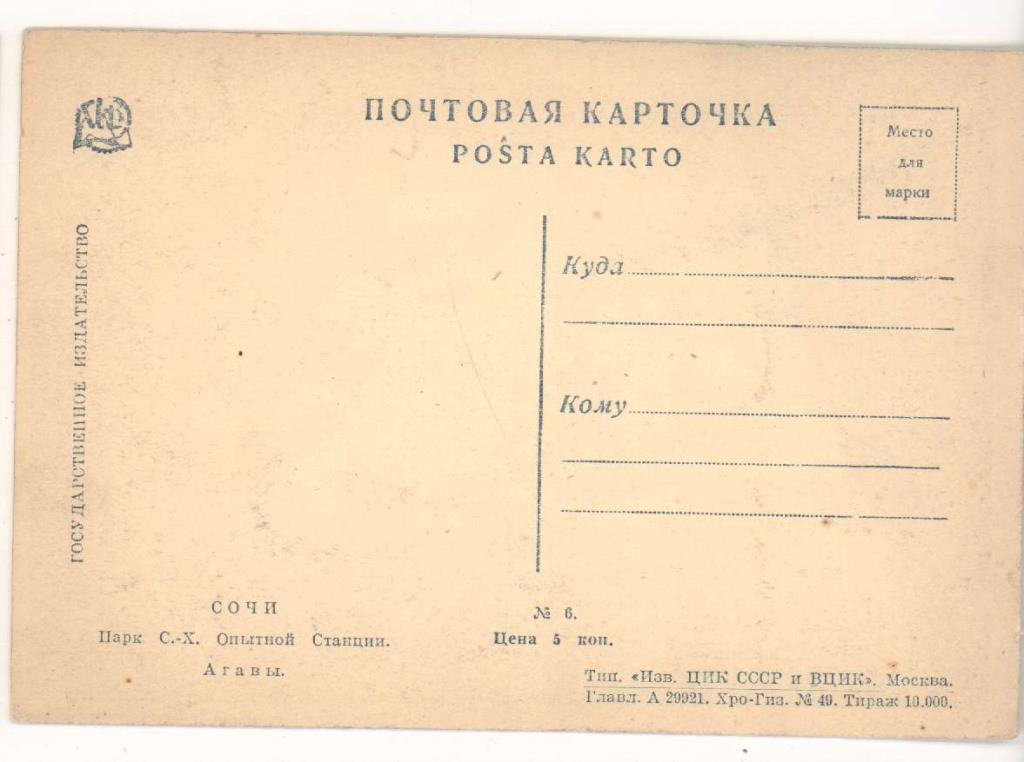 ПОЧТОВАЯ КАРТОЧКА
POŜTA KARTO
Место
для
марки
ГОСУДАРСТВЕННОЕ ИЗДАТЕЛЬСТВО
Куда
Кому
СОЧИ
Парк С.-Х. Опытной Станции.
Агавы.
№ 6.
Цена 5 коп.
Тип. «Изв. ЦИК СССР и ВЦИК». Москва.
Главл. А 29921. Хро-Гиз. № 49. Тираж 10.000.